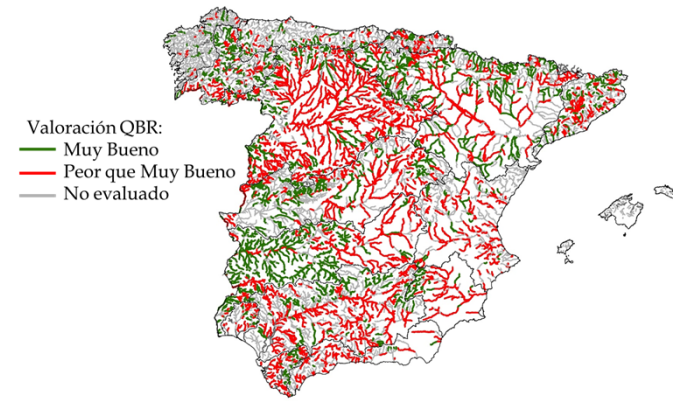 Valoración QBR:
Muy Bueno
Peor que Muy Bueno
No evaluado